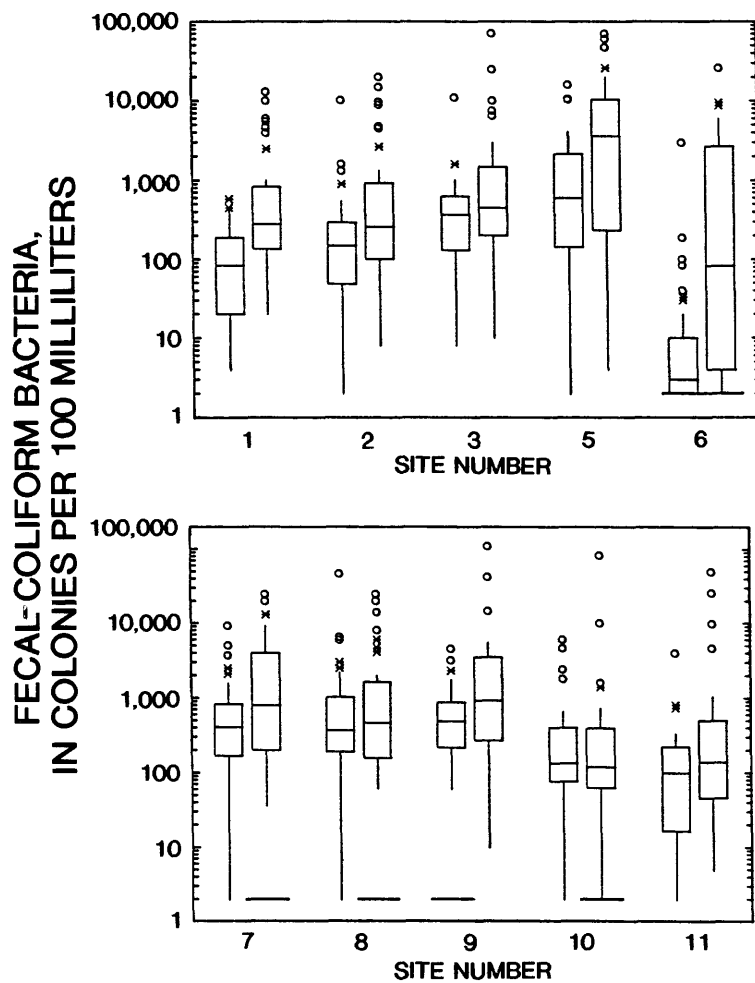 FECAL-COLIFORM BACTERIA,
IN COLONIES PER 100 MILLILITERS
100,000
10,000
1,000
100
10
1
1 2 3 5 6
SITE NUMBER
100,000
10,000
1,000
100
10
1
7 8 9 10 11
SITE NUMBER